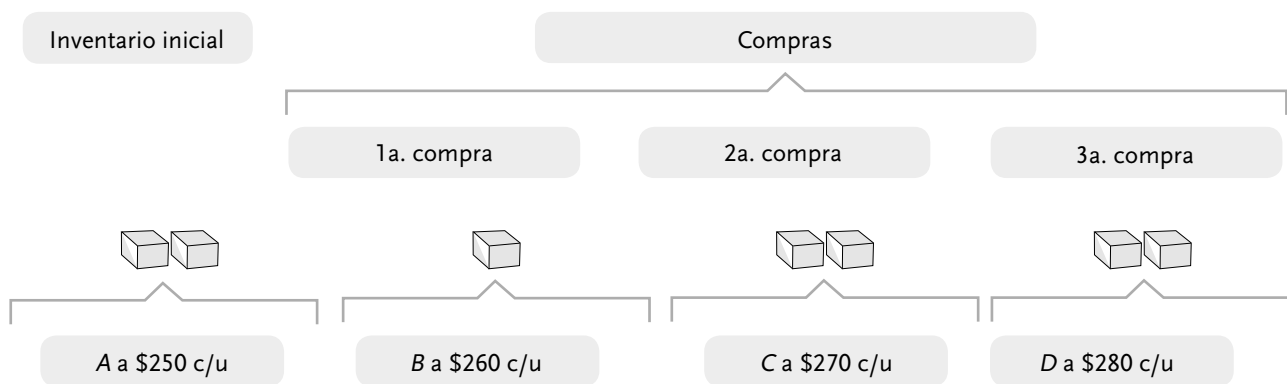 Inventario inicial
Compras
1a. compra
2a. compra
3a. compra
A a $250 c/u
B a $260 c/u
C a $270 c/u
D a $280 c/u